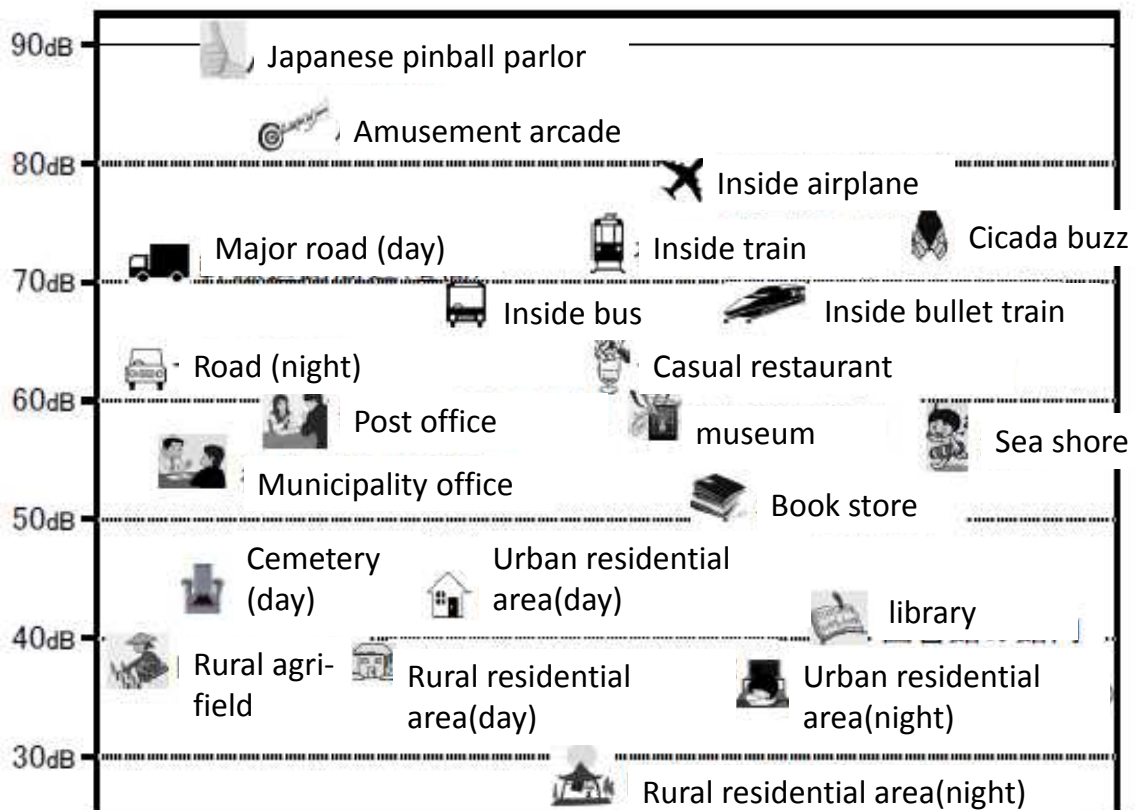 90dB
Japanese pinball parlor
Amusement arcade
80dB
Inside airplane
Major road (day)
Inside train
Cicada buzz
70dB
Inside bus
Inside bullet train
Road (night)
Casual restaurant
60dB
Post office
museum
Sea shore
Municipality office
Book store
50dB
Cemetery
(day)
Urban residential
area(day)
library
40dB
Rural agri-
field
Rural residential
area(day)
Urban residential
area(night)
30dB
Rural residential area(night)